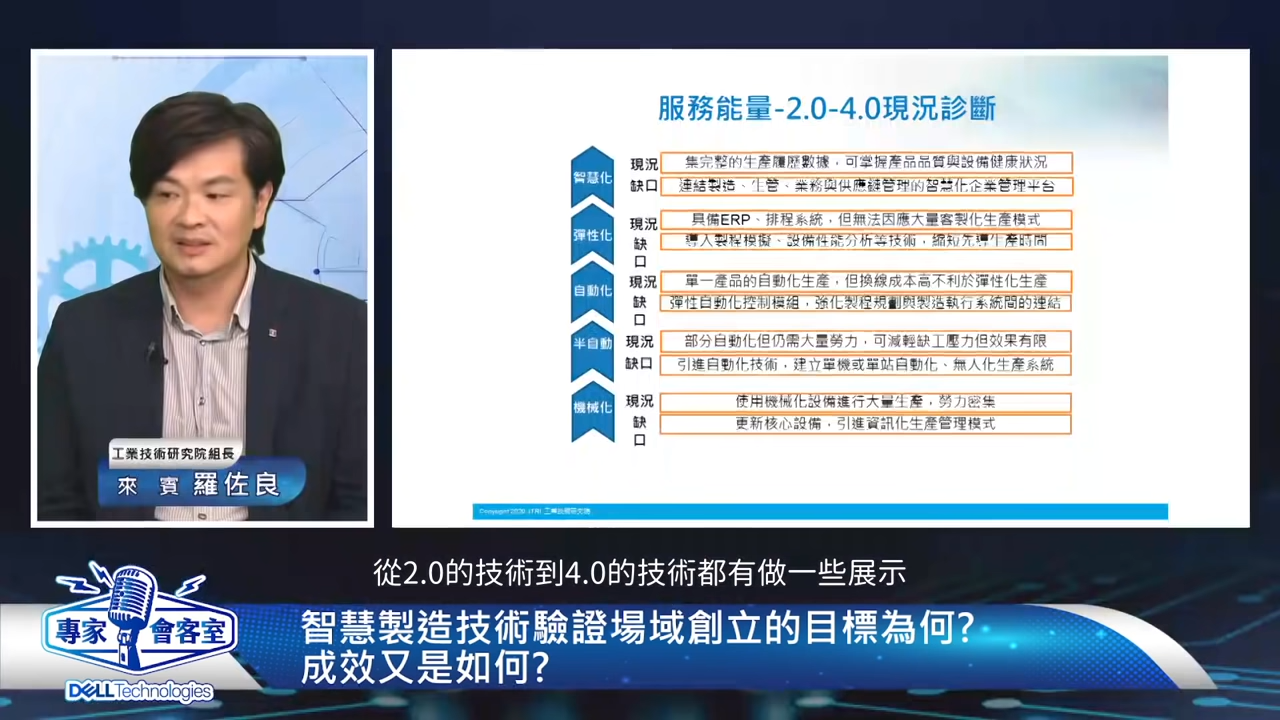 服務能量-2.0-4.0現況診斷
智慧化
現況
集完整的生產履歷數據，可掌握產品品質與設備健康狀況
缺口
連結製造、生管、業務與供應鏈管理的智慧化企業管理平台
彈性化
現況
具備ERP、排程系統，但無法因應大量客製化生產模式
缺
口
導入製程模擬、設備性能分析等技術，縮短先導生產時間
自動化
現況
單一產品的自動化生產，但換線成本高不利於彈性化生產
缺
口
彈性自動化控制模組，強化製程規劃與製造執行系統間的連結
半自動
現況
部分自動化但仍需大量勞力，可減輕缺工壓力但效果有限
缺口
引進自動化技術，建立單機或單站自動化、無人化生產系統
機械化
現況
使用機械化設備進行大量生產，勞力密集
缺
口
更新核心設備，引進資訊化生產管理模式
Copyright 2020 ITRI 工業技術研究院
工業技術研究院組長
來 賓 羅佐良
從2.0的技術到4.0的技術都有做一些展示
專家 會客室
DELLTechnologies
智慧製造技術驗證場域創立的目標為何?
成效又是如何?